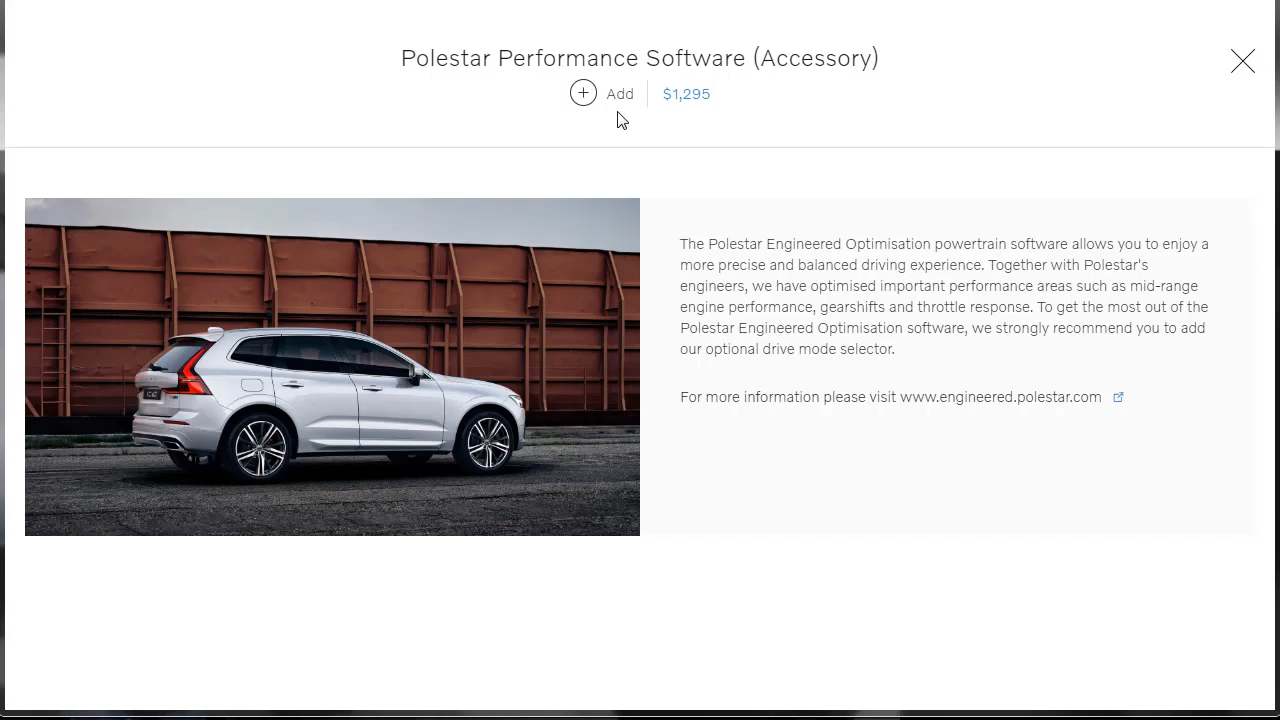 Polestar Performance Software (Accessory)
Add
$1,295
The Polestar Engineered Optimisation powertrain software allows you to enjoy a
more precise and balanced driving experience. Together with Polestar's
engineers, we have optimised important performance areas such as mid-range
engine performance, gearshifts and throttle response. To get the most out of the
Polestar Engineered Optimisation software, we strongly recommend you to add
our optional drive mode selector.
For more information please visit www.engineered.polestar.com